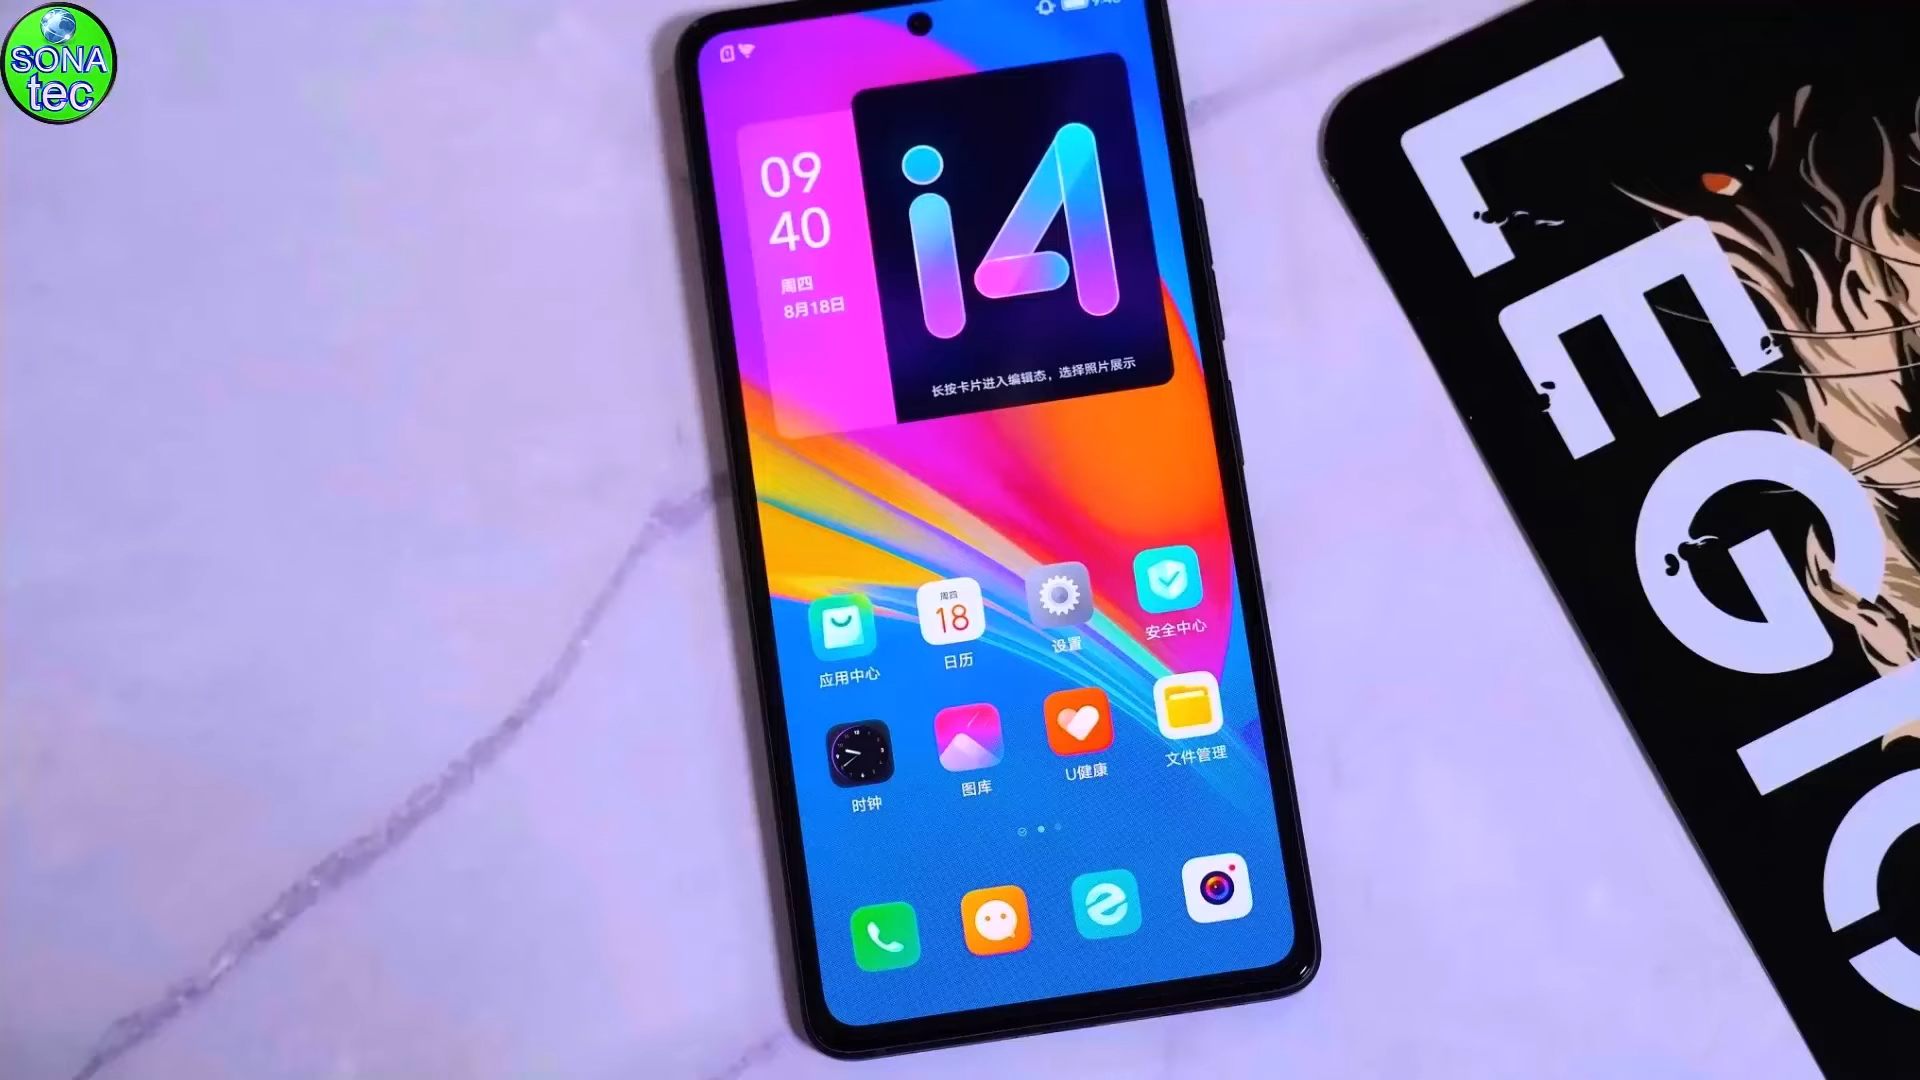 SONA
tec
09
40
周四
8月18日
i4
长按卡片进入编辑态，选择照片展示
周四
18
应用中心
日历
设置
安全中心
时钟
图库
U健康
文件管理
LEGIO